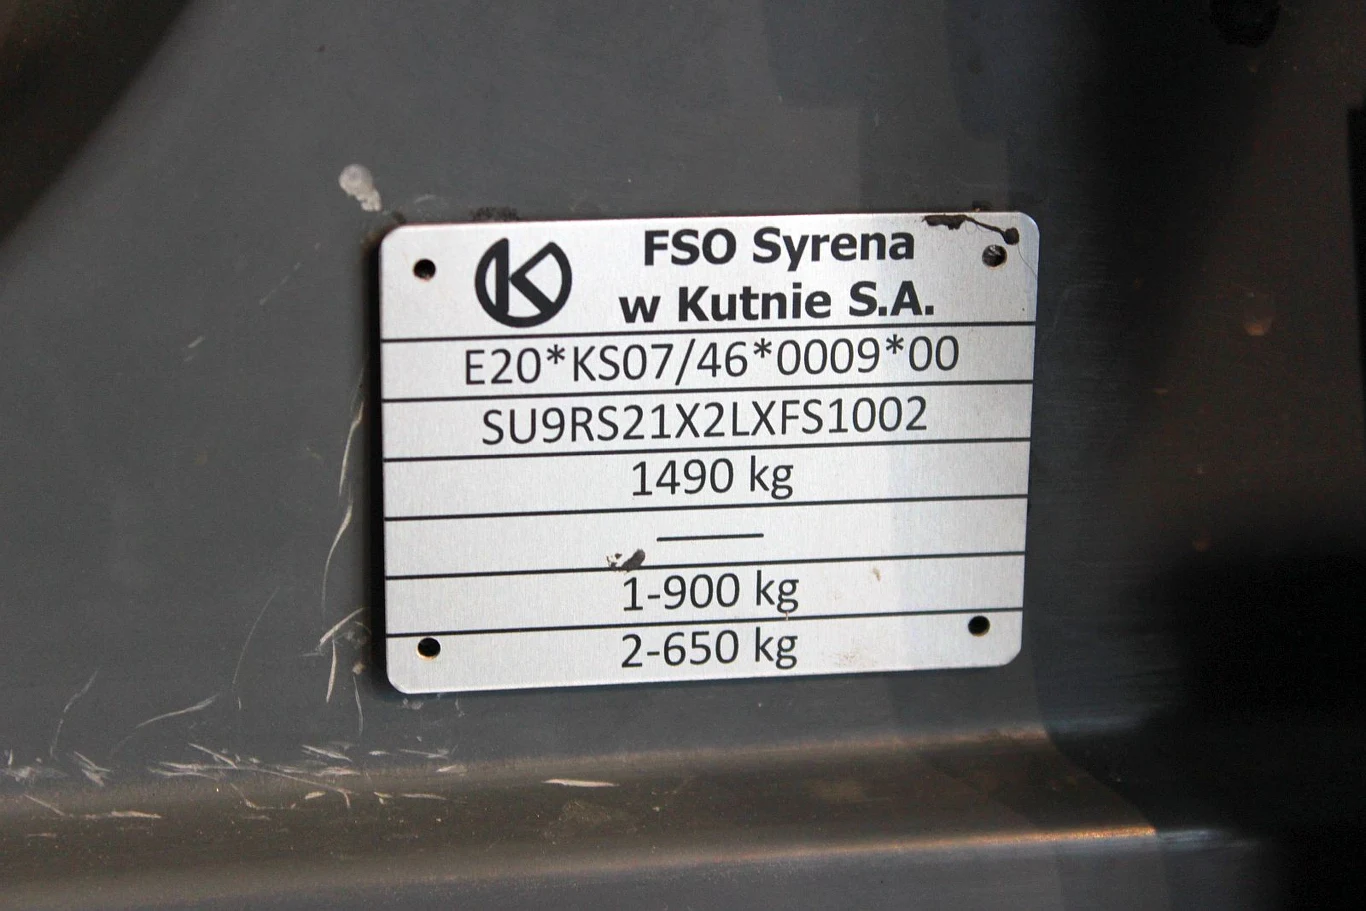 FSO Syrena
w Kutnie S.A.
E20*KS07/46*0009*00
SU9RS21X2LXFS1002
1490 kg
1-900 kg
2-650 kg